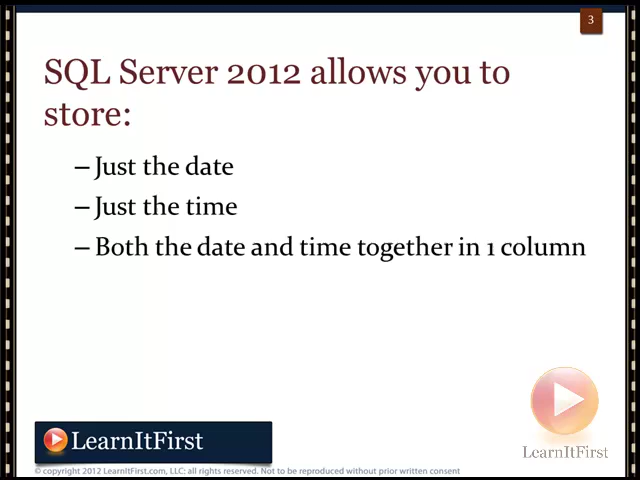 3
SQL Server 2012 allows you to
store:
– Just the date
– Just the time
– Both the date and time together in 1 column
LearnItFirst
LearnItFirst
© copyright 2012 LearnItFirst.com, LLC; all rights reserved. Not to be reproduced without prior written consent